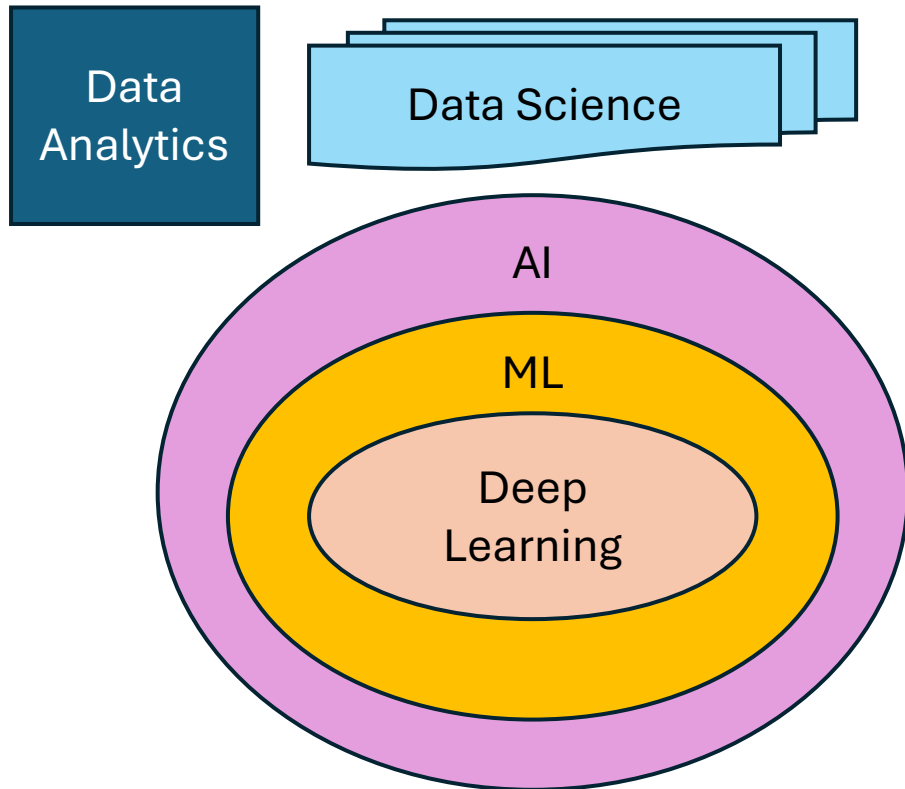 Data
Analytics
Data Science
AI
ML
Deep
Learning